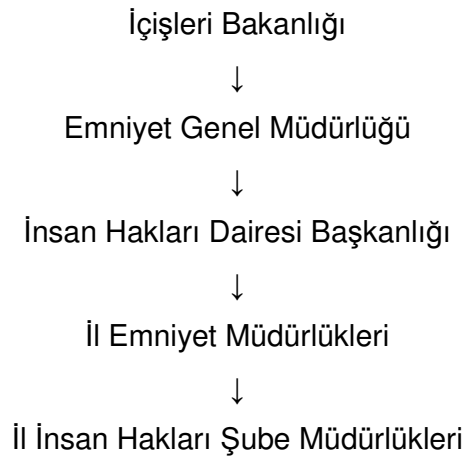 İçişleri Bakanlığı
↓
Emniyet Genel Müdürlüğü
↓
İnsan Hakları Dairesi Başkanlığı
↓
İl Emniyet Müdürlükleri
↓
İl İnsan Hakları Şube Müdürlükleri